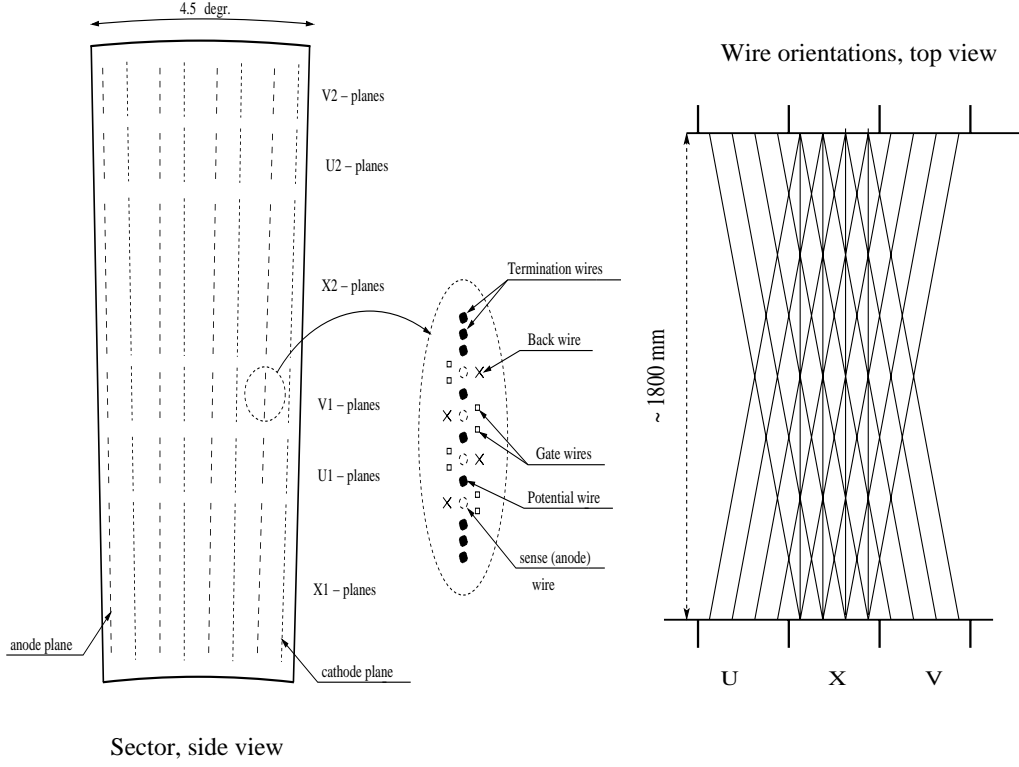 4.5 degr.
Wire orientations, top view
V2 – planes
U2 – planes
X2 – planes
V1 – planes
U1 – planes
X1 – planes
anode plane
cathode plane
Sector, side view
Termination wires
Back wire
Gate wires
Potential wire
sense (anode)
wire
~ 1800 mm
U X V